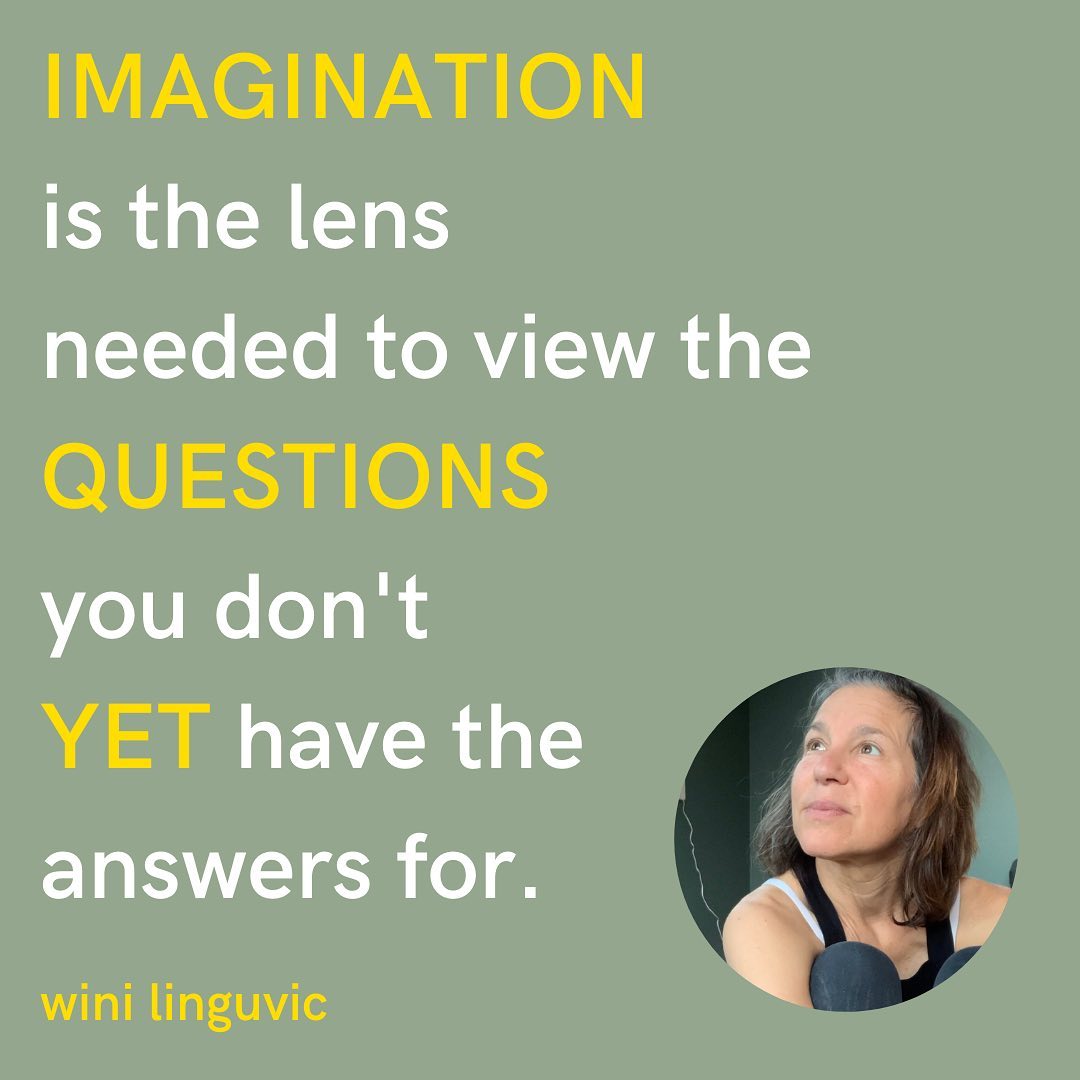 IMAGINATION
is the lens
needed to view the
QUESTIONS
you don't
YET have the
answers for.
wini linguvic